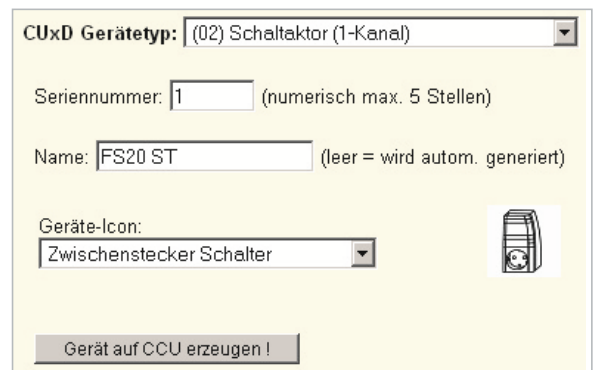 CUxD Gerätetyp: (02) Schaltaktor (1-Kanal)
Seriennummer: 1 (numerisch max. 5 Stellen)
Name: FS20 ST (leer = wird autom. generiert)
Geräte-Icon:
Zwischenstecker Schalter
Gerät auf CCU erzeugen !